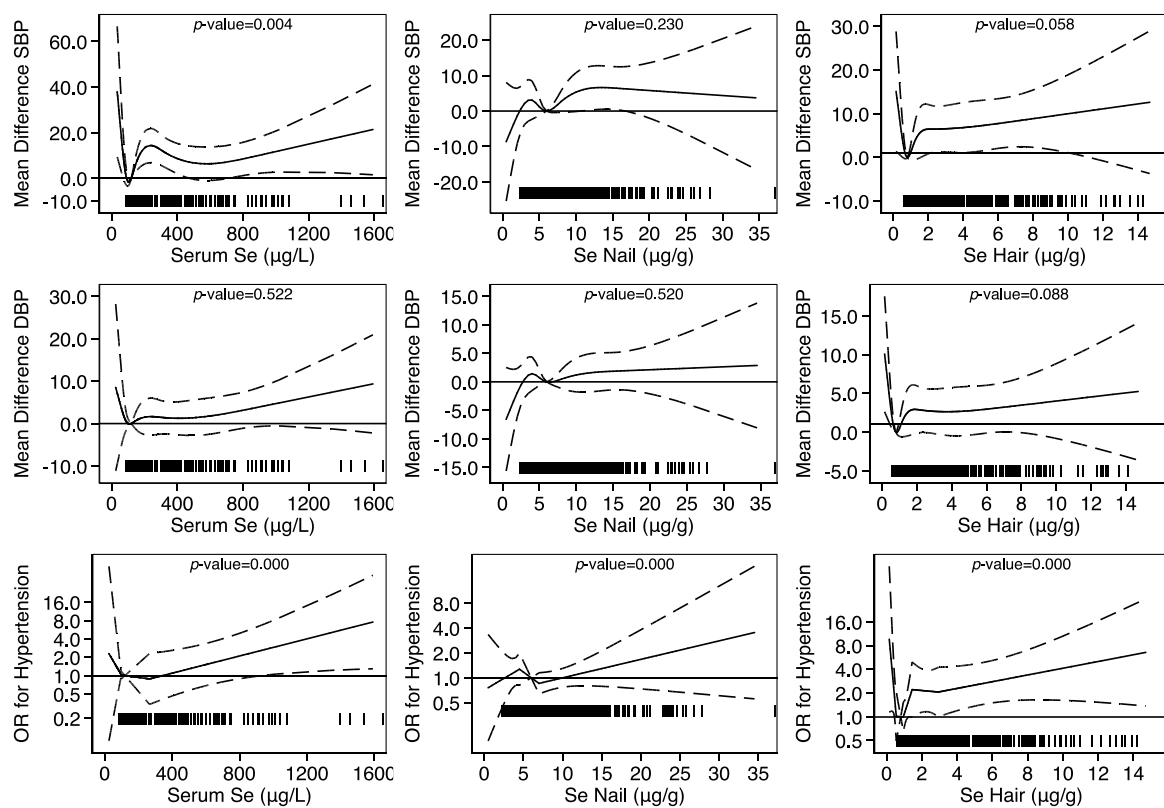 Mean Difference SBP
p-value=0.004
60.0
40.0
20.0
0.0
-10.0
0 400 800 1200 1600
Serum Se (µg/L)
Mean Difference SBP
p-value=0.230
20.0
10.0
0.0
-20.0
0 5 10 15 20 25 30 35
Se Nail (µg/g)
Mean Difference SBP
p-value=0.058
30.0
20.0
10.0
0.0
-10.0
0 2 4 6 8 10 12 14
Se Hair (µg/g)
Mean Difference DBP
p-value=0.522
30.0
20.0
10.0
0.0
-10.0
0 400 800 1200 1600
Serum Se (µg/L)
Mean Difference DBP
p-value=0.520
15.0
10.0
5.0
0.0
-5.0
-10.0
-15.0
0 5 10 15 20 25 30 35
Se Nail (µg/g)
Mean Difference DBP
p-value=0.088
15.0
10.0
5.0
0.0
-5.0
0 2 4 6 8 10 12 14
Se Hair (µg/g)
OR for Hypertension
p-value=0.000
16.0
8.0
4.0
2.0
1.0
0.5
0.2
0 400 800 1200 1600
Serum Se (µg/L)
OR for Hypertension
p-value=0.000
8.0
4.0
2.0
1.0
0.5
0 5 10 15 20 25 30 35
Se Nail (µg/g)
OR for Hypertension
p-value=0.000
16.0
8.0
4.0
2.0
1.0
0.5
0 2 4 6 8 10 12 14
Se Hair (µg/g)